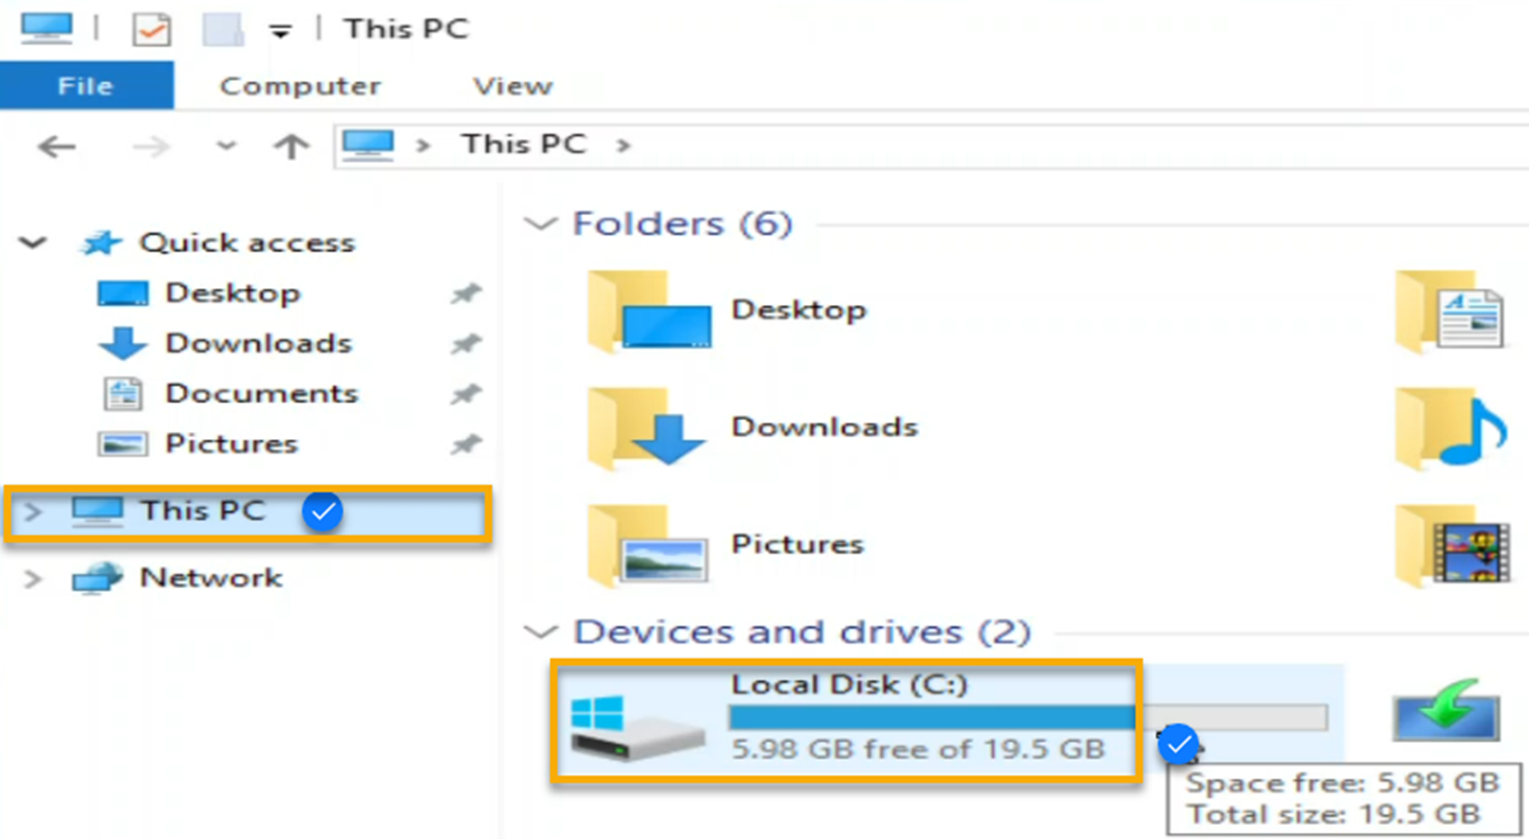 This PC
File Computer View
This PC
Quick access
Desktop
Downloads
Documents
Pictures
This PC
Network
Folders (6)
Desktop
Downloads
Pictures
Devices and drives (2)
Local Disk (C:)
5.98 GB free of 19.5 GB
Space free: 5.98 GB
Total size: 19.5 GB